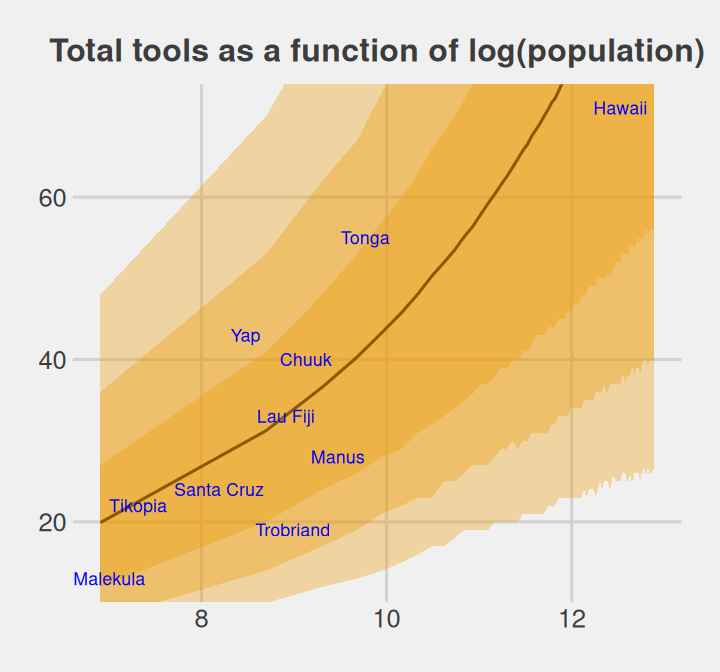 Total tools as a function of log(population)
Hawaii
60
Tonga
Yap
40
Chuuk
Lau Fiji
Manus
Santa Cruz
Tikopia
20
Trobriand
Malekula
8 10 12